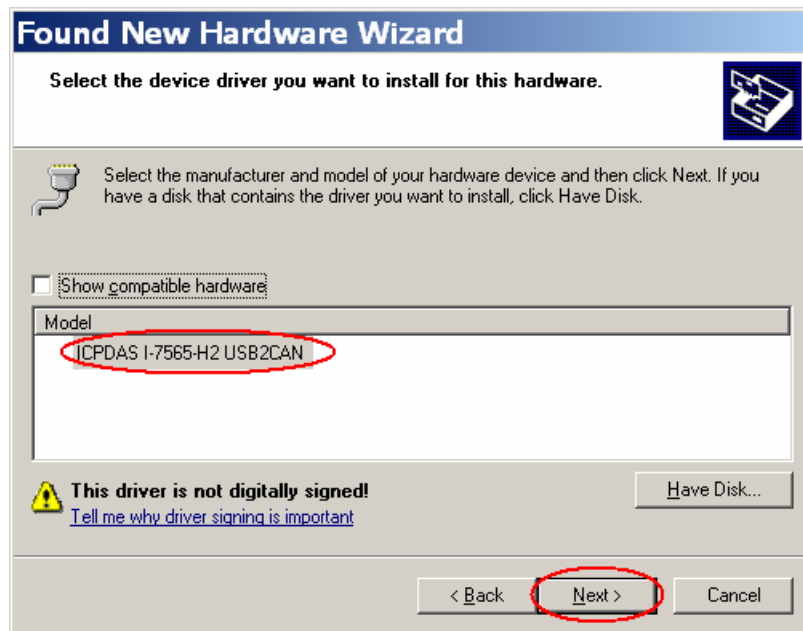 Found New Hardware Wizard
Select the device driver you want to install for this hardware.
Select the manufacturer and model of your hardware device and then click Next. If you
have a disk that contains the driver you want to install, click Have Disk.
Show compatible hardware
Model
ICPDAS I-7565-H2 USB2CAN
This driver is not digitally signed!
Have Disk...
Tell me why driver signing is important
< Back
Next >
Cancel